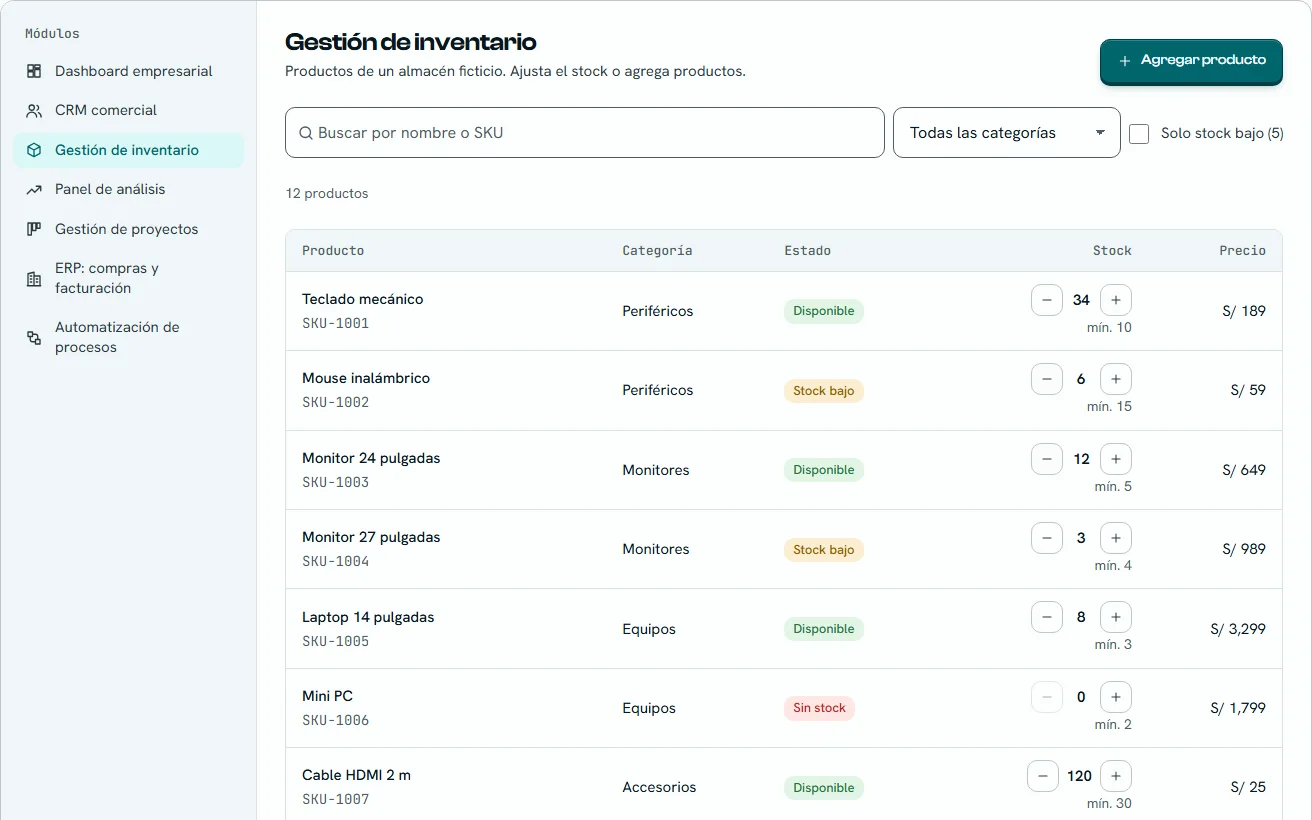 Módulos
Dashboard empresarial
CRM comercial
Gestión de inventario
Panel de análisis
Gestión de proyectos
ERP: compras y
facturación
Automatización de
procesos
Gestión de inventario
Productos de un almacén ficticio. Ajusta el stock o agrega productos.
+ Agregar producto
Buscar por nombre o SKU
Todas las categorías
Solo stock bajo (5)
12 productos
Producto Categoría Estado Stock Precio
Teclado mecánico
SKU-1001
Periféricos
Disponible
− 34 +
mín. 10
S/ 189
Mouse inalámbrico
SKU-1002
Periféricos
Stock bajo
− 6 +
mín. 15
S/ 59
Monitor 24 pulgadas
SKU-1003
Monitores
Disponible
− 12 +
mín. 5
S/ 649
Monitor 27 pulgadas
SKU-1004
Monitores
Stock bajo
− 3 +
mín. 4
S/ 989
Laptop 14 pulgadas
SKU-1005
Equipos
Disponible
− 8 +
mín. 3
S/ 3,299
Mini PC
SKU-1006
Equipos
Sin stock
− 0 +
mín. 2
S/ 1,799
Cable HDMI 2 m
SKU-1007
Accesorios
Disponible
− 120 +
mín. 30
S/ 25